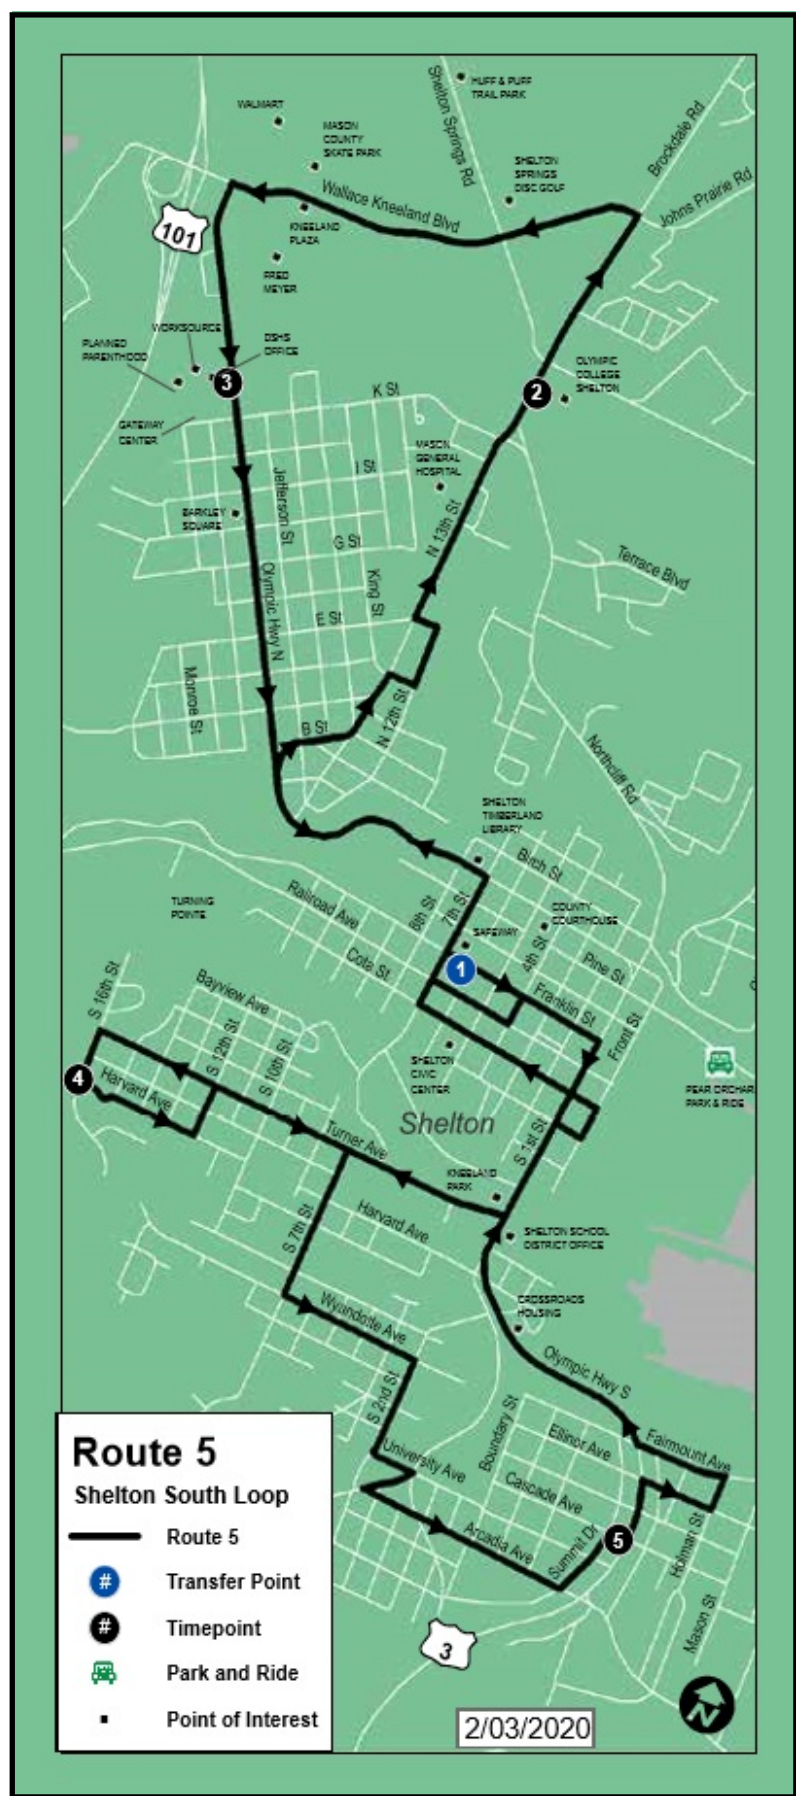 HUFF & PUFF
TRAIL PARK
WALMART
MASON
COUNTY
SKATE PARK
Shelton Springs Rd
SHELTON
SPRINGS
DISC GOLF
Brockdale Rd
Johns Prairie Rd
Wallace Kneeland Blvd
101
KNEELAND
PLAZA
FRED
MEYER
WORKSOURCE
PLANNED
PARENTHOOD
DSHS
OFFICE
3
2
OLYMPIC
COLLEGE
SHELTON
K St
GATEWAY
CENTER
MASON
GENERAL
HOSPITAL
I St
Jefferson St
BARKLEY
SQUARE
N 13th St
G St
Terrace Blvd
Olympic Hwy N
King St
E St
Monroe St
N 12th St
B St
Northcliff Rd
SHELTON
TIMBERLAND
LIBRARY
Birch St
TURNING
POINTE
Railroad Ave
8th St
7th St
COUNTY
COURTHOUSE
SAFEWAY
4th St
Cota St
1
Pine St
Franklin St
S 16th St
Bayview Ave
Front St
S 12th St
S 10th St
SHELTON
CIVIC
CENTER
4
Harvard Ave
PEAR ORCHAR
PARK & RIDE
Shelton
Turner Ave
S 1st St
KNEELAND
PARK
S 7th St
Harvard Ave
SHELTON SCHOOL
DISTRICT OFFICE
Wyandotte Ave
CROSSROADS
HOUSING
Olympic Hwy S
S 2nd St
Boundary St
Ellinor Ave
Fairmount Ave
University Ave
Cascade Ave
Arcadia Ave
Summit Dr
5
Holman St
Mason St
3
Route 5
Shelton South Loop
Route 5
# Transfer Point
# Timepoint
Park and Ride
Point of Interest
2/03/2020
N